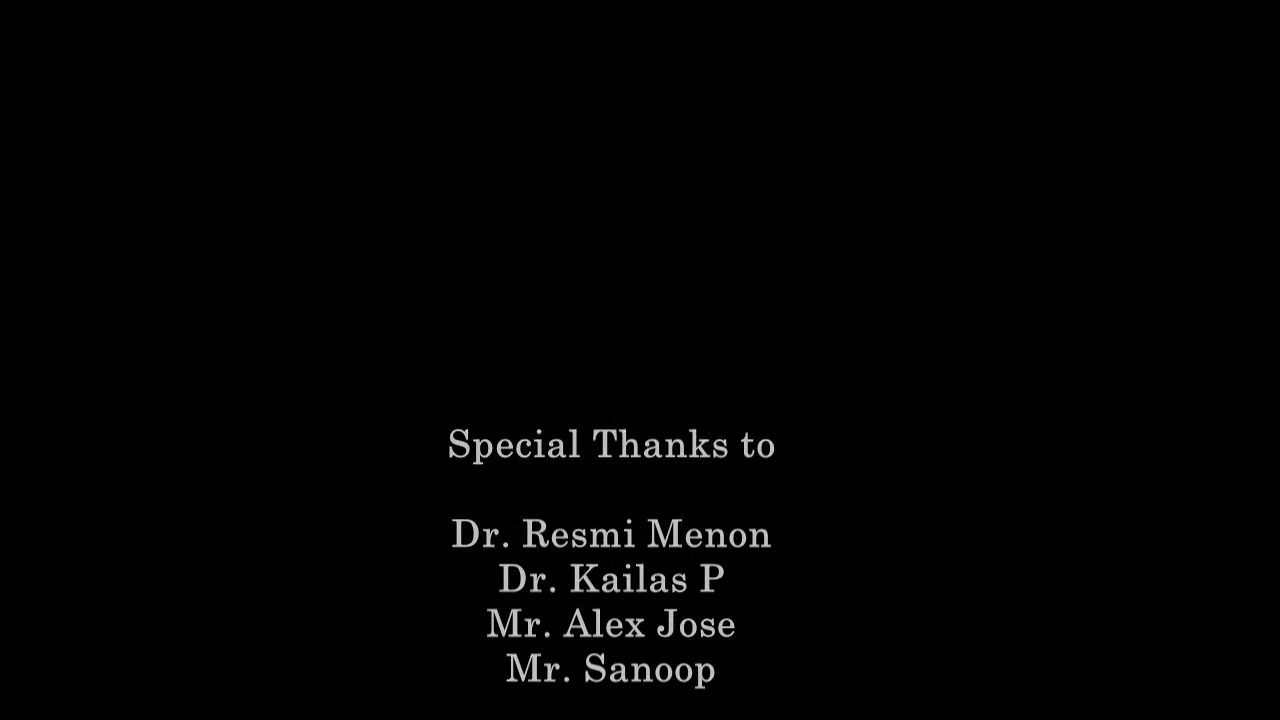 Special Thanks to
Dr. Resmi Menon
Dr. Kailas P
Mr. Alex Jose
Mr. Sanoop